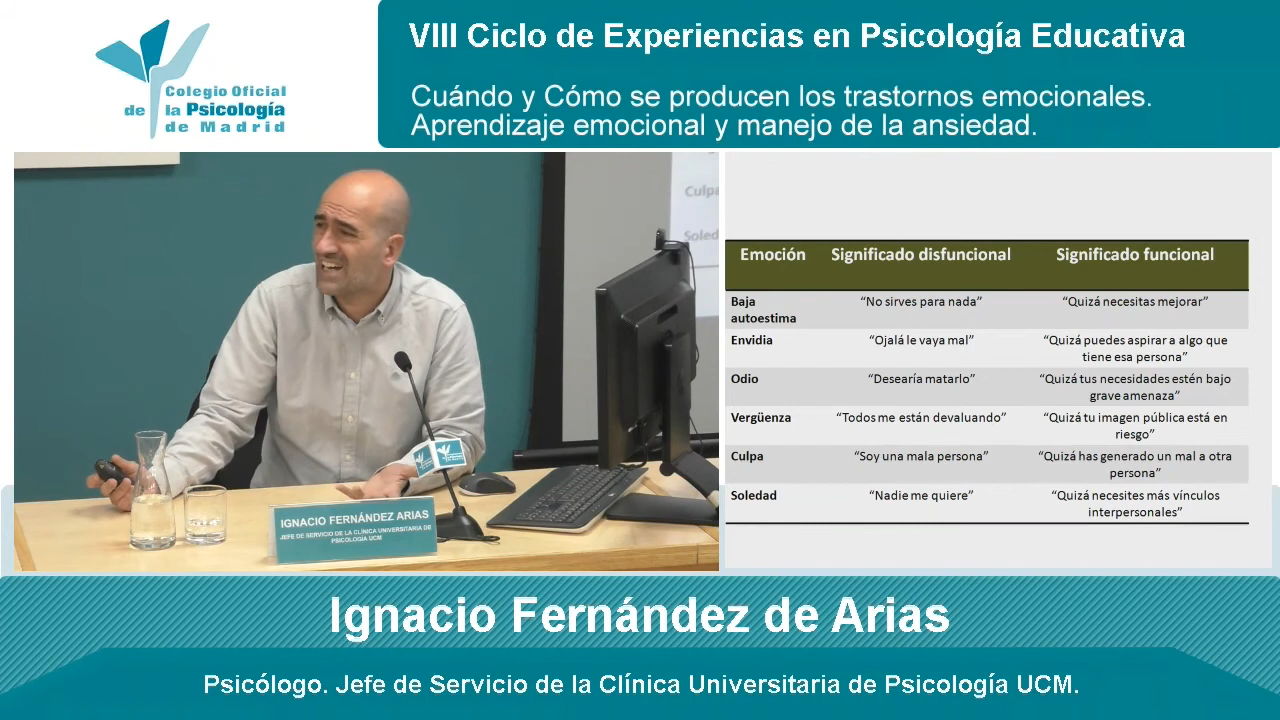 Colegio Oficial
de la Psicología
de Madrid
VIII Ciclo de Experiencias en Psicología Educativa
Cuándo y Cómo se producen los trastornos emocionales.
Aprendizaje emocional y manejo de la ansiedad.
Culpa
Soled
IGNACIO FERNÁNDEZ ARIAS
JEFE DE SERVICIO DE LA CLÍNICA UNIVERSITARIA DE
PSICOLOGÍA UCM
Emoción Significado disfuncional Significado funcional
Baja autoestima “No sirves para nada” “Quizá necesitas mejorar”
Envidia “Ojalá le vaya mal” “Quizá puedes aspirar a algo que
tiene esa persona”
Odio “Desearía matarlo” “Quizá tus necesidades estén bajo
grave amenaza”
Vergüenza “Todos me están devaluando” “Quizá tu imagen pública está en
riesgo”
Culpa “Soy una mala persona” “Quizá has generado un mal a otra
persona”
Soledad “Nadie me quiere” “Quizá necesites más vínculos
interpersonales”
Ignacio Fernández de Arias
Psicólogo. Jefe de Servicio de la Clínica Universitaria de Psicología UCM.